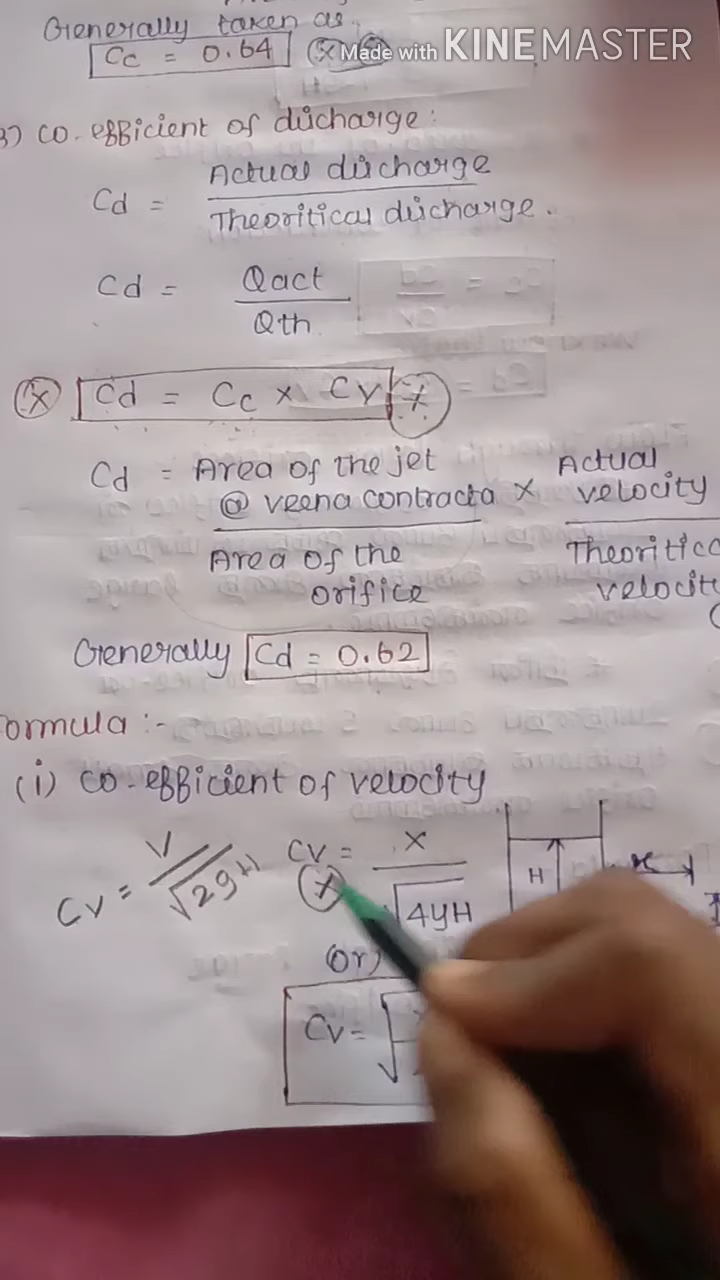 Generally taken as
Cc = 0.64
Made with KINEMASTER
3) co-efficient of discharge:
Cd = Actual discharge
Theoritical discharge.
Cd = Qact
Qth
Cd = Cc × Cv
Cd = Area of the jet @ veena contracta × Actual velocity
Area of the orifice
Theoritica
velocit
Generally Cd = 0.62
Formula :-
(i) co-efficient of velocity
Cv = V/√2gH
Cv = x
√4yH
H
x
(or)
Cv = √